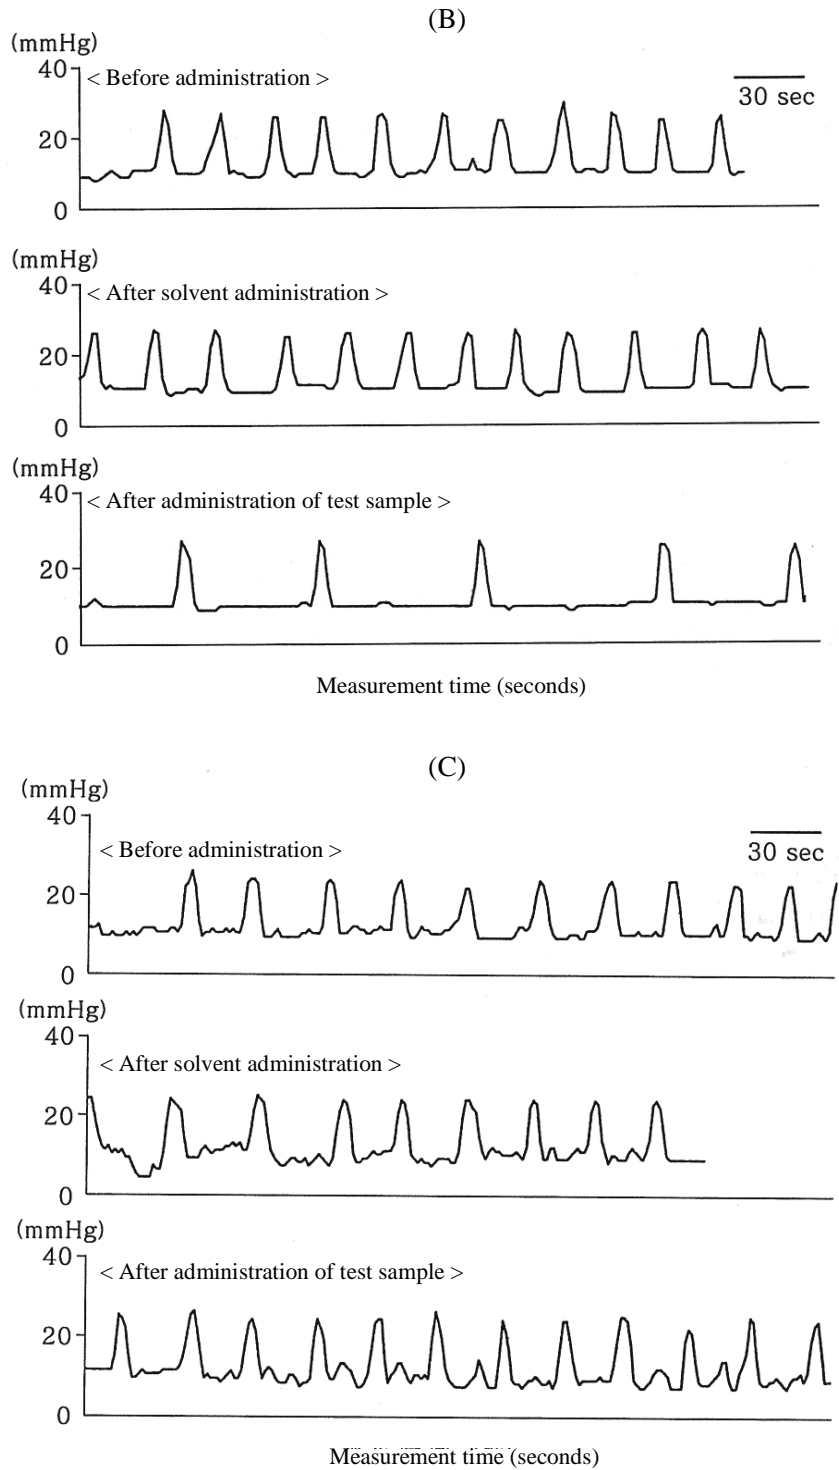 (B)
(mmHg)
40
< Before administration >
30 sec
20
0
(mmHg)
40
< After solvent administration >
20
0
(mmHg)
40
< After administration of test sample >
20
0
Measurement time (seconds)
(C)
(mmHg)
40
30 sec
< Before administration >
20
0
(mmHg)
40
< After solvent administration >
20
0
(mmHg)
40
< After administration of test sample >
20
0
Measurement time (seconds)